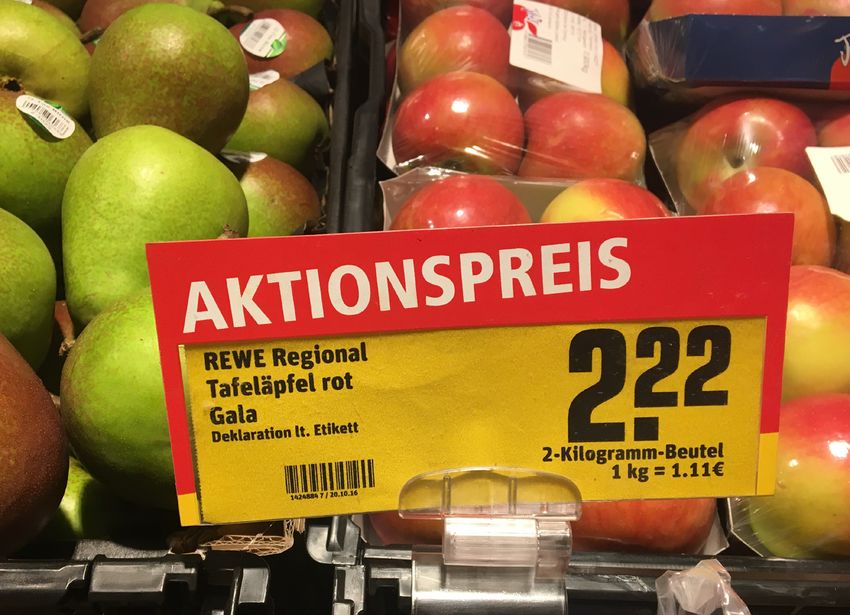 AKTIONSPREIS
REWE Regional
Tafeläpfel rot
Gala
Deklaration lt. Etikett
2.22
2-Kilogramm-Beutel
1 kg = 1.11€
1424884 7 / 20.10.16